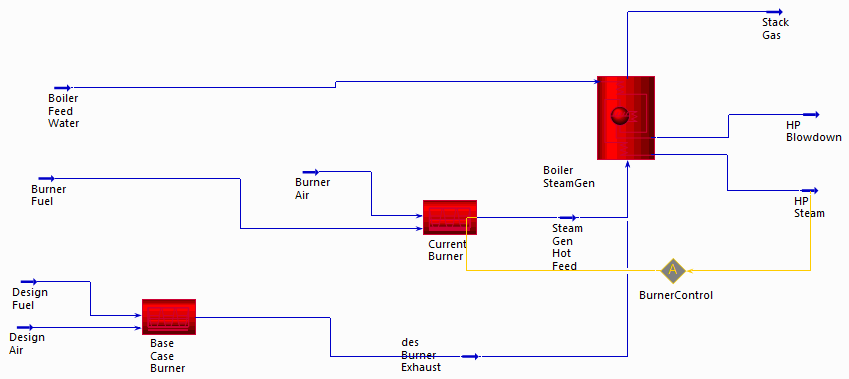 Stack
Gas
Boiler
Feed
Water
HP
Blowdown
Boiler
SteamGen
Burner
Air
Burner
Fuel
HP
Steam
Steam
Gen
Hot
Feed
Current
Burner
A
BurnerControl
Design
Fuel
Design
Air
Base
Case
Burner
des
Burner
Exhaust